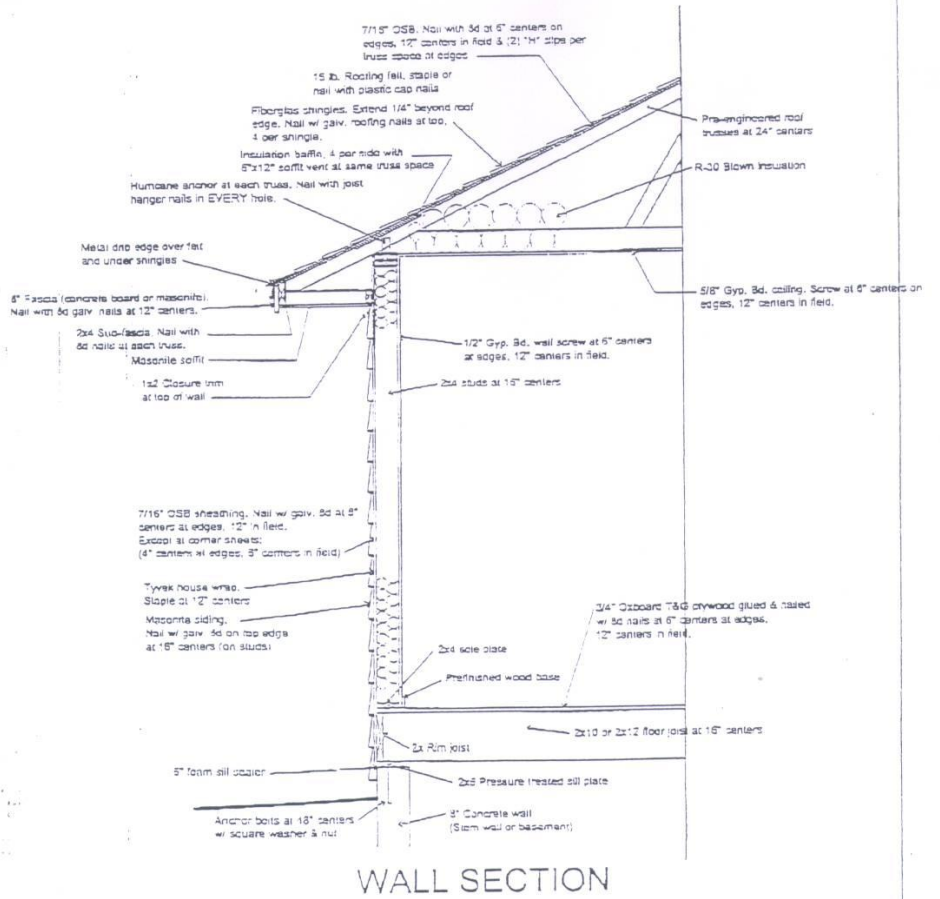 7/16" OSB. Nail with 8d at 6" centers on
edges, 12" centers in field & (2) "H" clips per
truss space at edges
15 lb. Roofing felt, staple or
nail with plastic cap nails
Fiberglas shingles. Extend 1/4" beyond roof
edge. Nail w/ galv. roofing nails at top,
4 per shingle.
Insulation baffle, 4 per side with
6"x12" soffit vent at same truss space
Hurricane anchor at each truss. Nail with joist
hanger nails in EVERY hole.
Pre-engineered roof
trusses at 24" centers
R-30 Blown Insulation
Metal drip edge over felt
and under shingles
6" Fascia (concrete board or masonite).
Nail with 8d galv. nails at 12" centers.
2x4 Sub-fascia. Nail with
8d nails at each truss.
Masonite soffit
1x2 Closure trim
at top of wall
5/8" Gyp. Bd. ceiling. Screw at 6" centers on
edges, 12" centers in field.
1/2" Gyp. Bd. wall screw at 6" centers
at edges, 12" centers in field.
2x4 studs at 16" centers
7/16" OSB sheathing. Nail w/ galv. 8d at 6"
centers at edges, 12" in field.
Except at corner sheets:
(4" centers at edges, 6" centers in field)
Tyvek house wrap.
Staple at 12" centers
Masonite siding.
Nail w/ galv. 8d on top edge
at 16" centers (on studs)
3/4" T&G plywood glued & nailed
w/ 8d nails at 6" centers at edges,
12" centers in field.
2x4 sole plate
Prefinished wood base
2x10 or 2x12 floor joist at 16" centers
2x Rim joist
6" foam sill sealer
2x6 Pressure treated sill plate
Anchor bolts at 18" centers
w/ square washer & nut
8" Concrete wall
(Stem wall or basement)
WALL SECTION